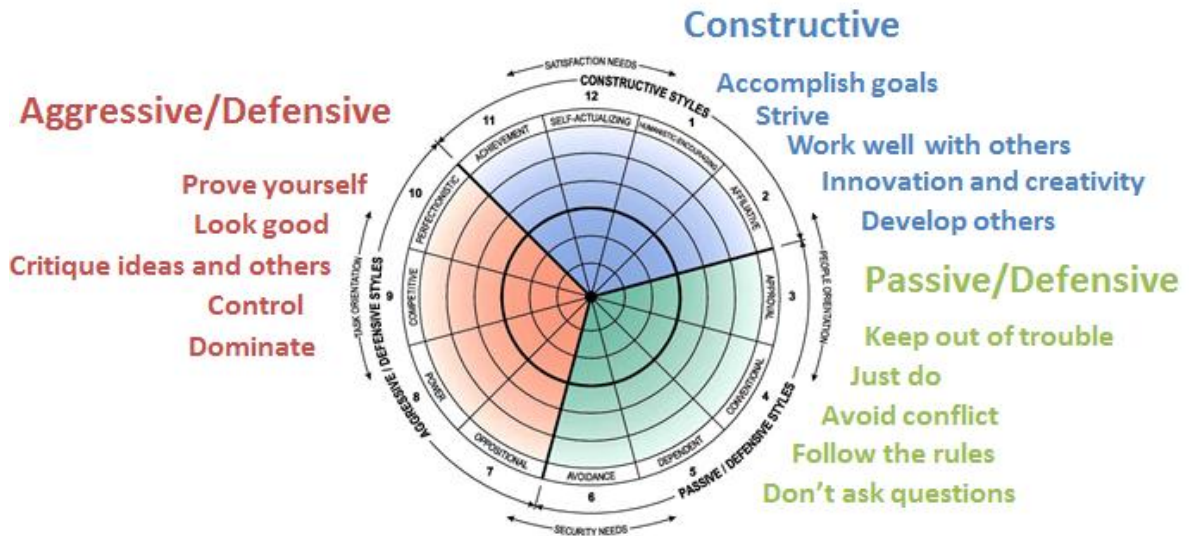 Constructive
Accomplish goals
Strive
Work well with others
Innovation and creativity
Develop others
Aggressive/Defensive
Prove yourself
Look good
Critique ideas and others
Control
Dominate
Passive/Defensive
Keep out of trouble
Just do
Avoid conflict
Follow the rules
Don't ask questions
SATISFACTION NEEDS
CONSTRUCTIVE STYLES
PEOPLE ORIENTATION
PASSIVE / DEFENSIVE STYLES
SECURITY NEEDS
AGGRESSIVE / DEFENSIVE STYLES
TASK ORIENTATION
12
SELF-ACTUALIZING
1
HUMANISTIC-ENCOURAGING
2
AFFILIATIVE
3
APPROVAL
4
CONVENTIONAL
5
DEPENDENT
6
AVOIDANCE
7
OPPOSITIONAL
8
POWER
9
COMPETITIVE
10
PERFECTIONISTIC
11
ACHIEVEMENT